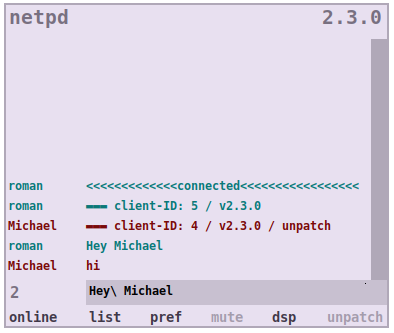 netpd 2.3.0
roman <<<<<<<<<<<<<connected<<<<<<<<<<<<<<<<<
roman ▬▬▬ client-ID: 5 / v2.3.0
Michael ▬▬▬ client-ID: 4 / v2.3.0 / unpatch
roman Hey Michael
Michael hi
2 Hey\ Michael
online list pref mute dsp unpatch